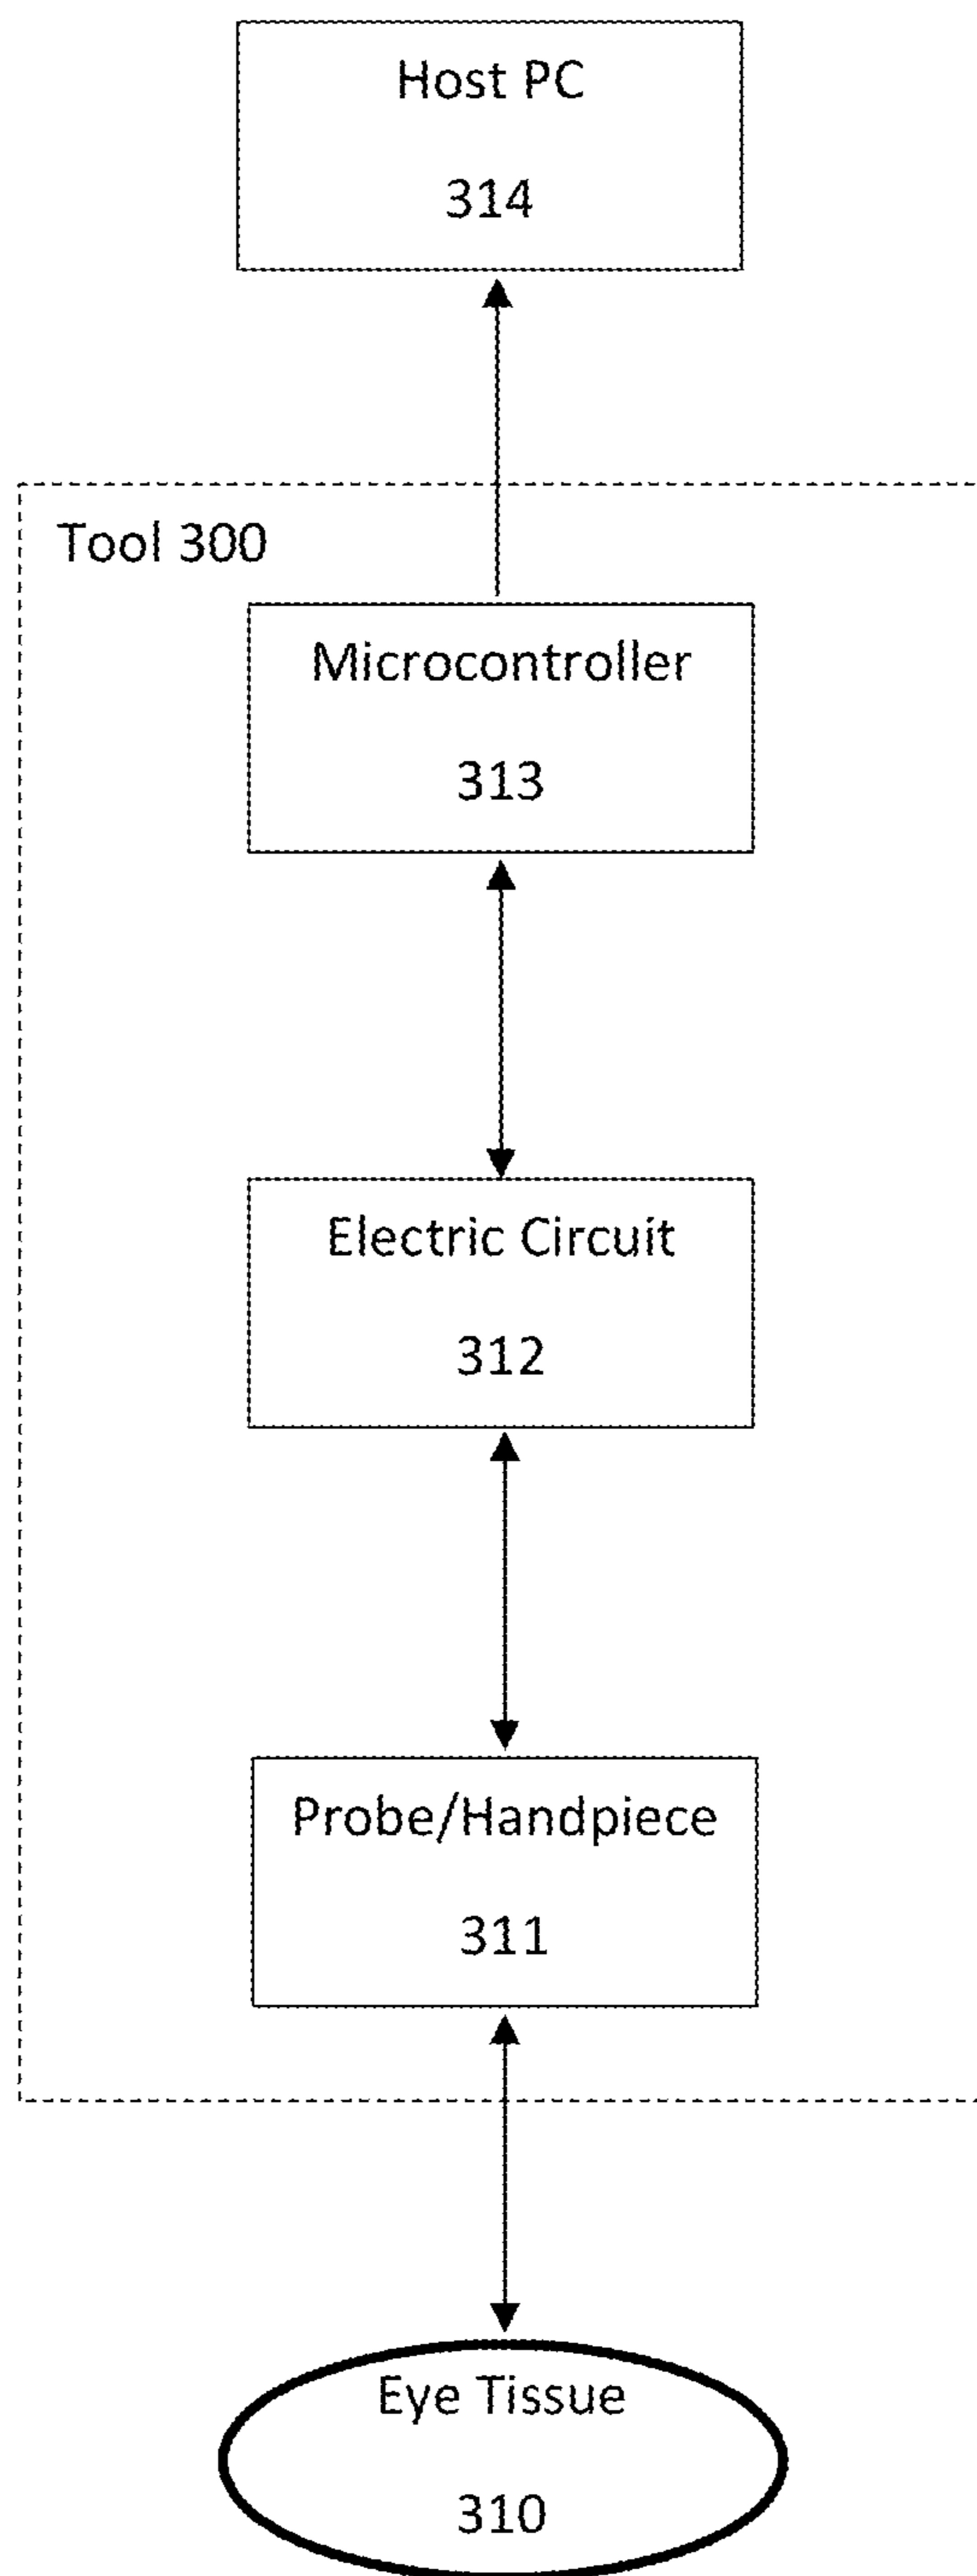 Host PC
314
Tool 300
Microcontroller
313
Electric Circuit
312
Probe/Handpiece
311
Eye Tissue
310